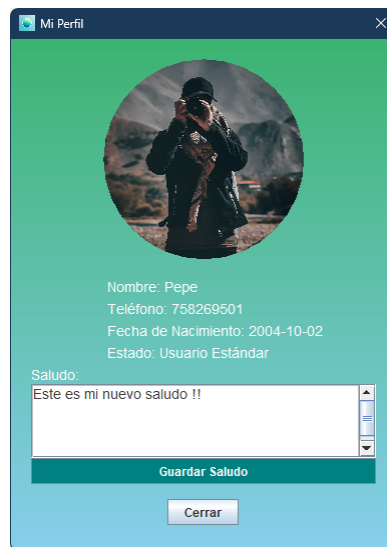 Mi Perfil
Nombre: Pepe
Teléfono: 758269501
Fecha de Nacimiento: 2004-10-02
Estado: Usuario Estándar
Saludo:
Este es mi nuevo saludo !!
Guardar Saludo
Cerrar